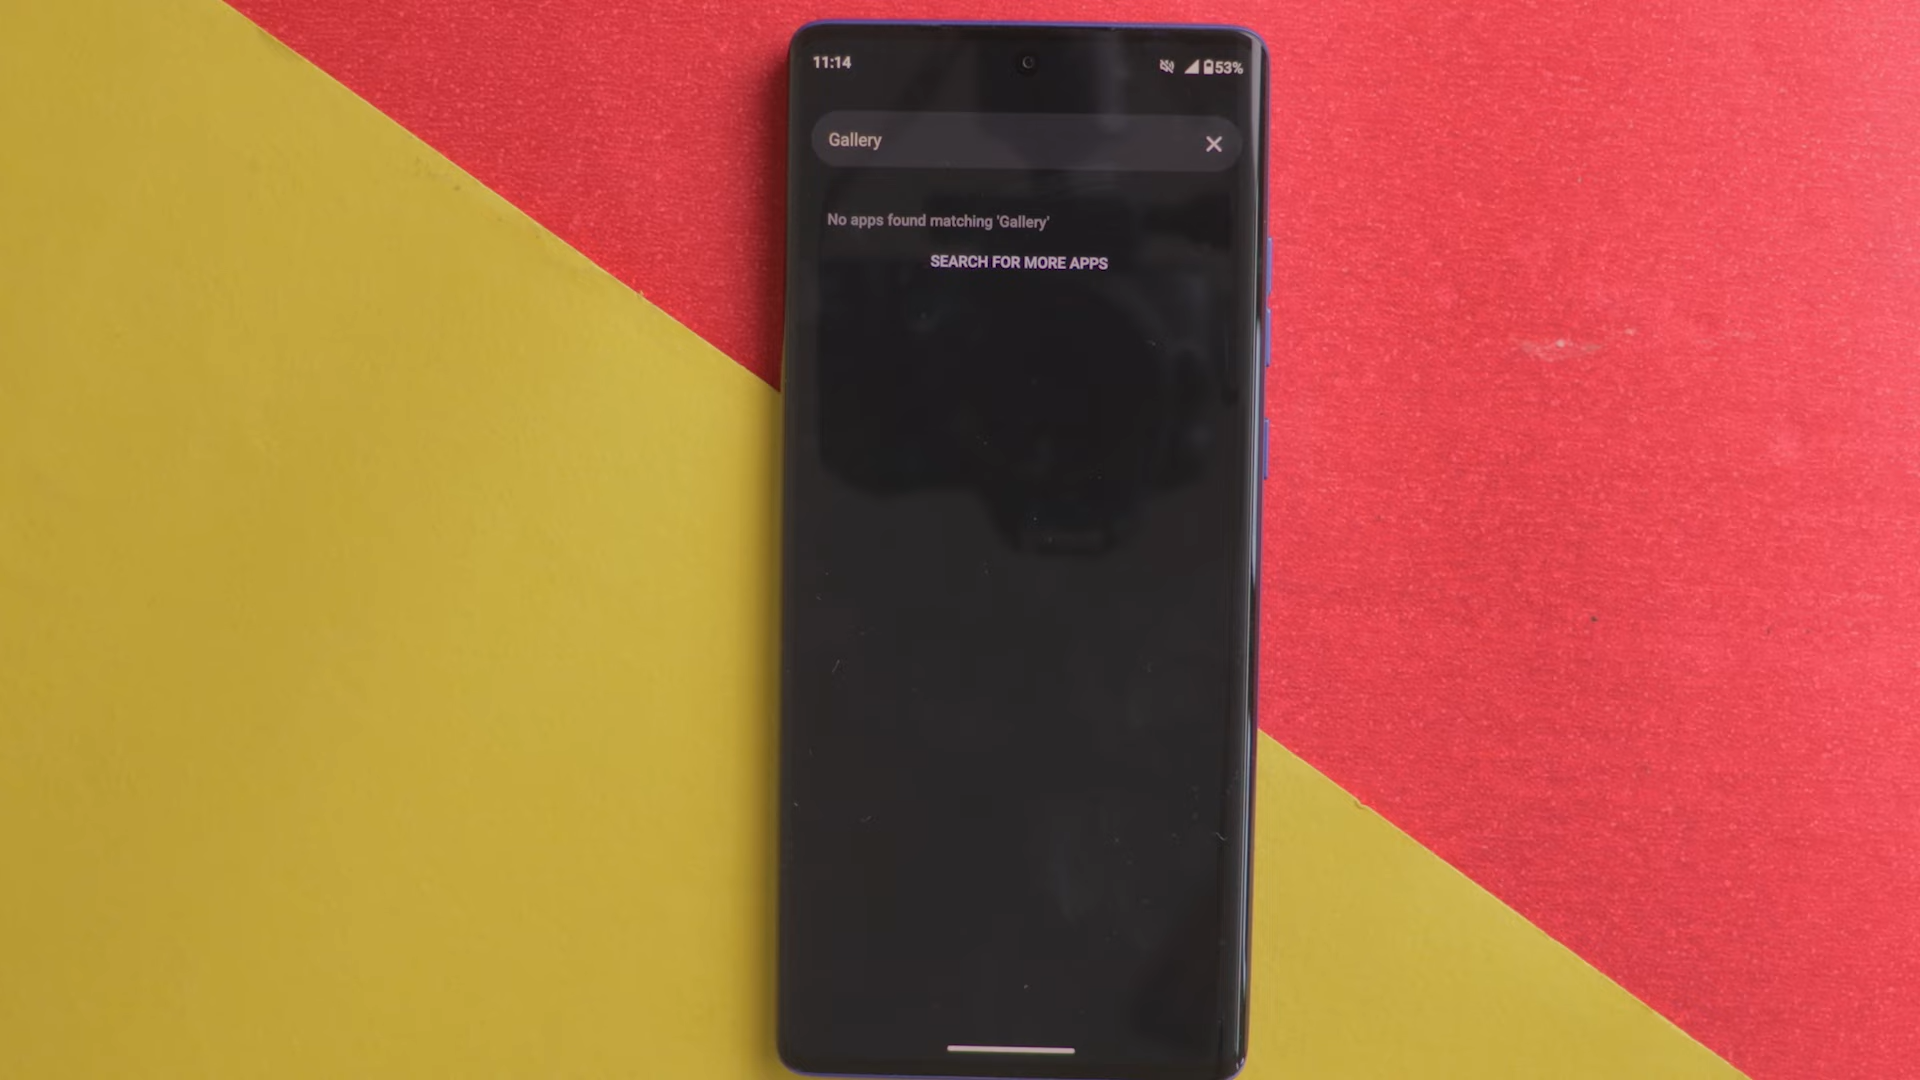 11:14
53%
Gallery
No apps found matching 'Gallery'
SEARCH FOR MORE APPS